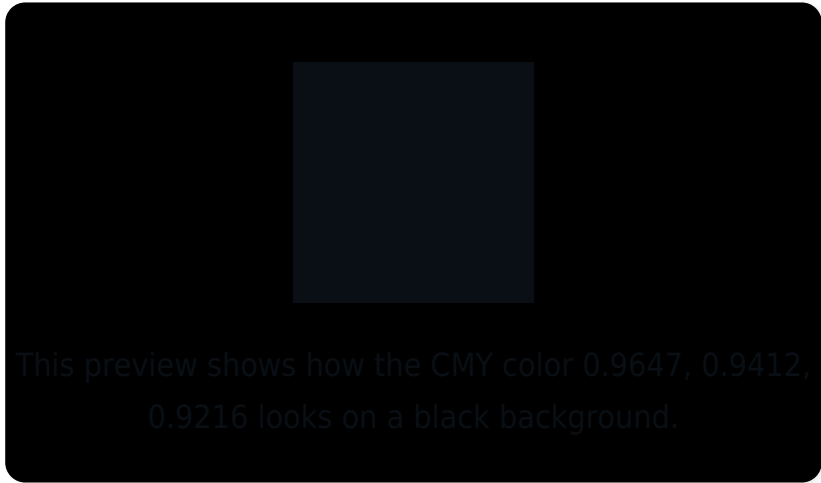 This preview shows how the CMY color 0.9647, 0.9412,
0.9216 looks on a black background.